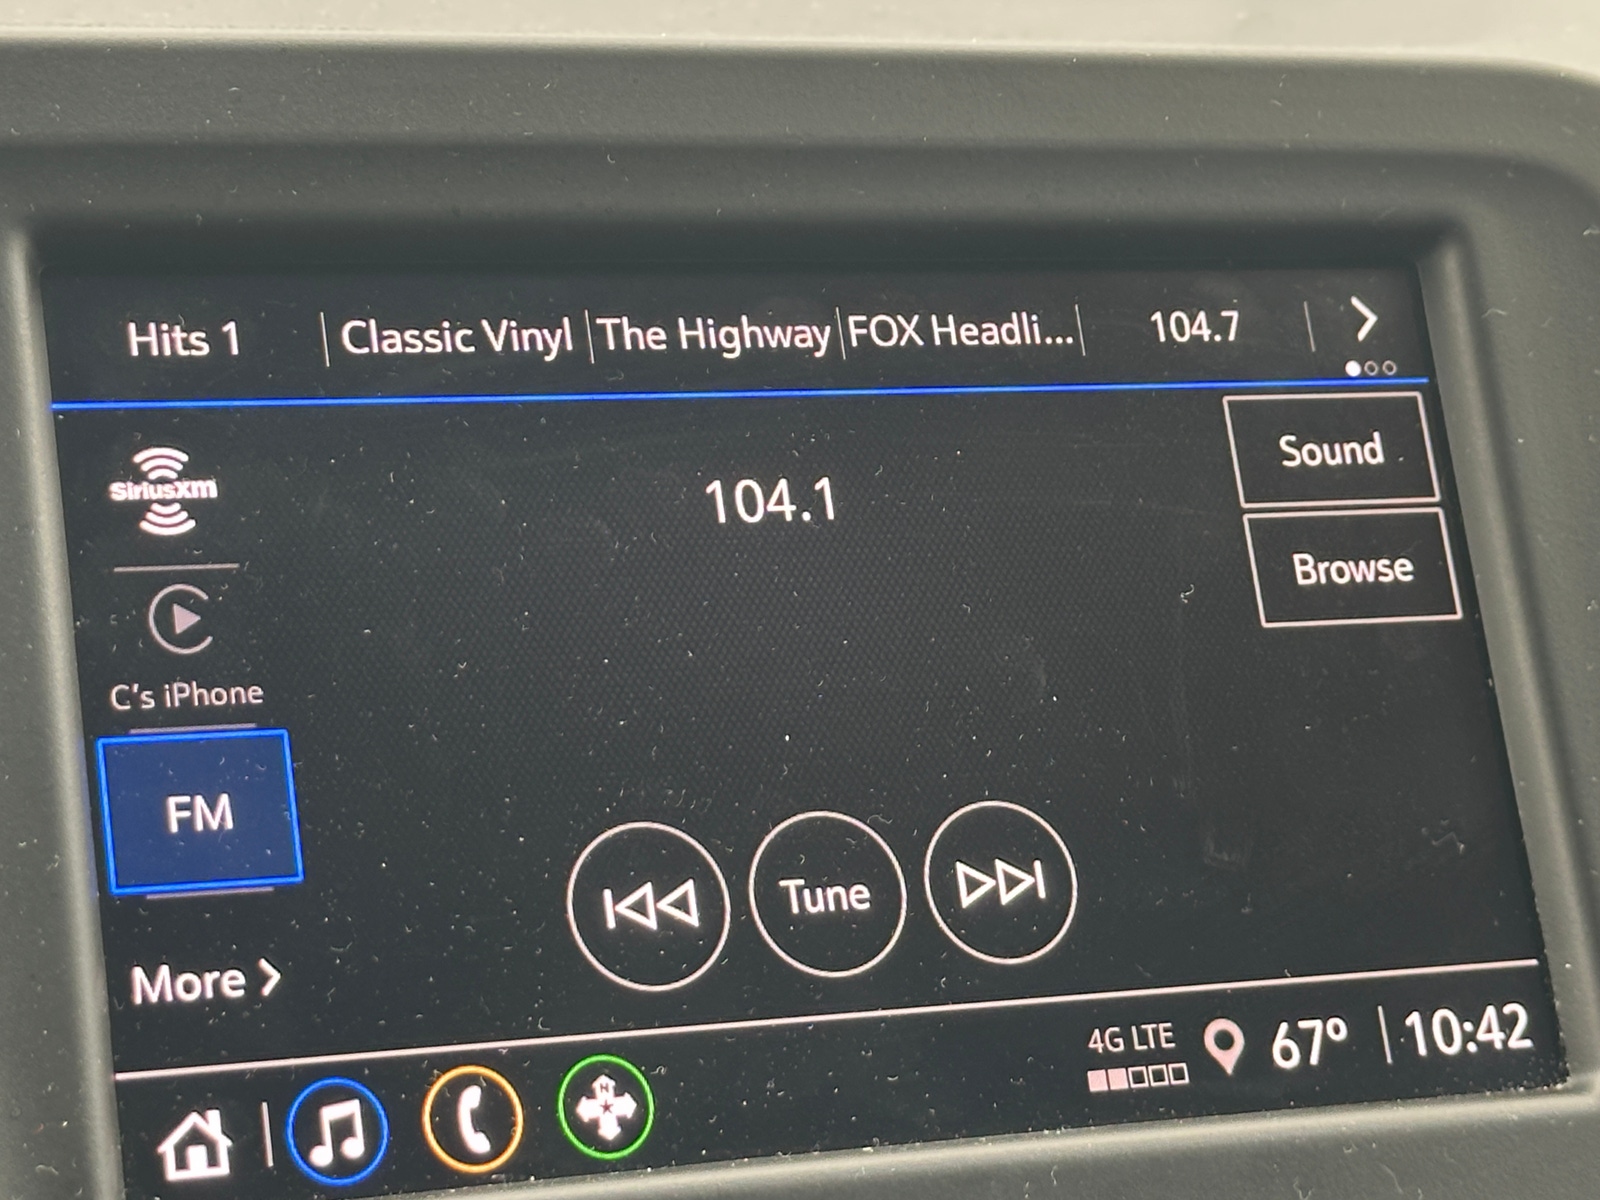 Hits 1
Classic Vinyl
The Highway
FOX Headli...
104.7
SiriusXM
104.1
Sound
Browse
C's iPhone
FM
Tune
More
4G LTE
67°
10:42
N